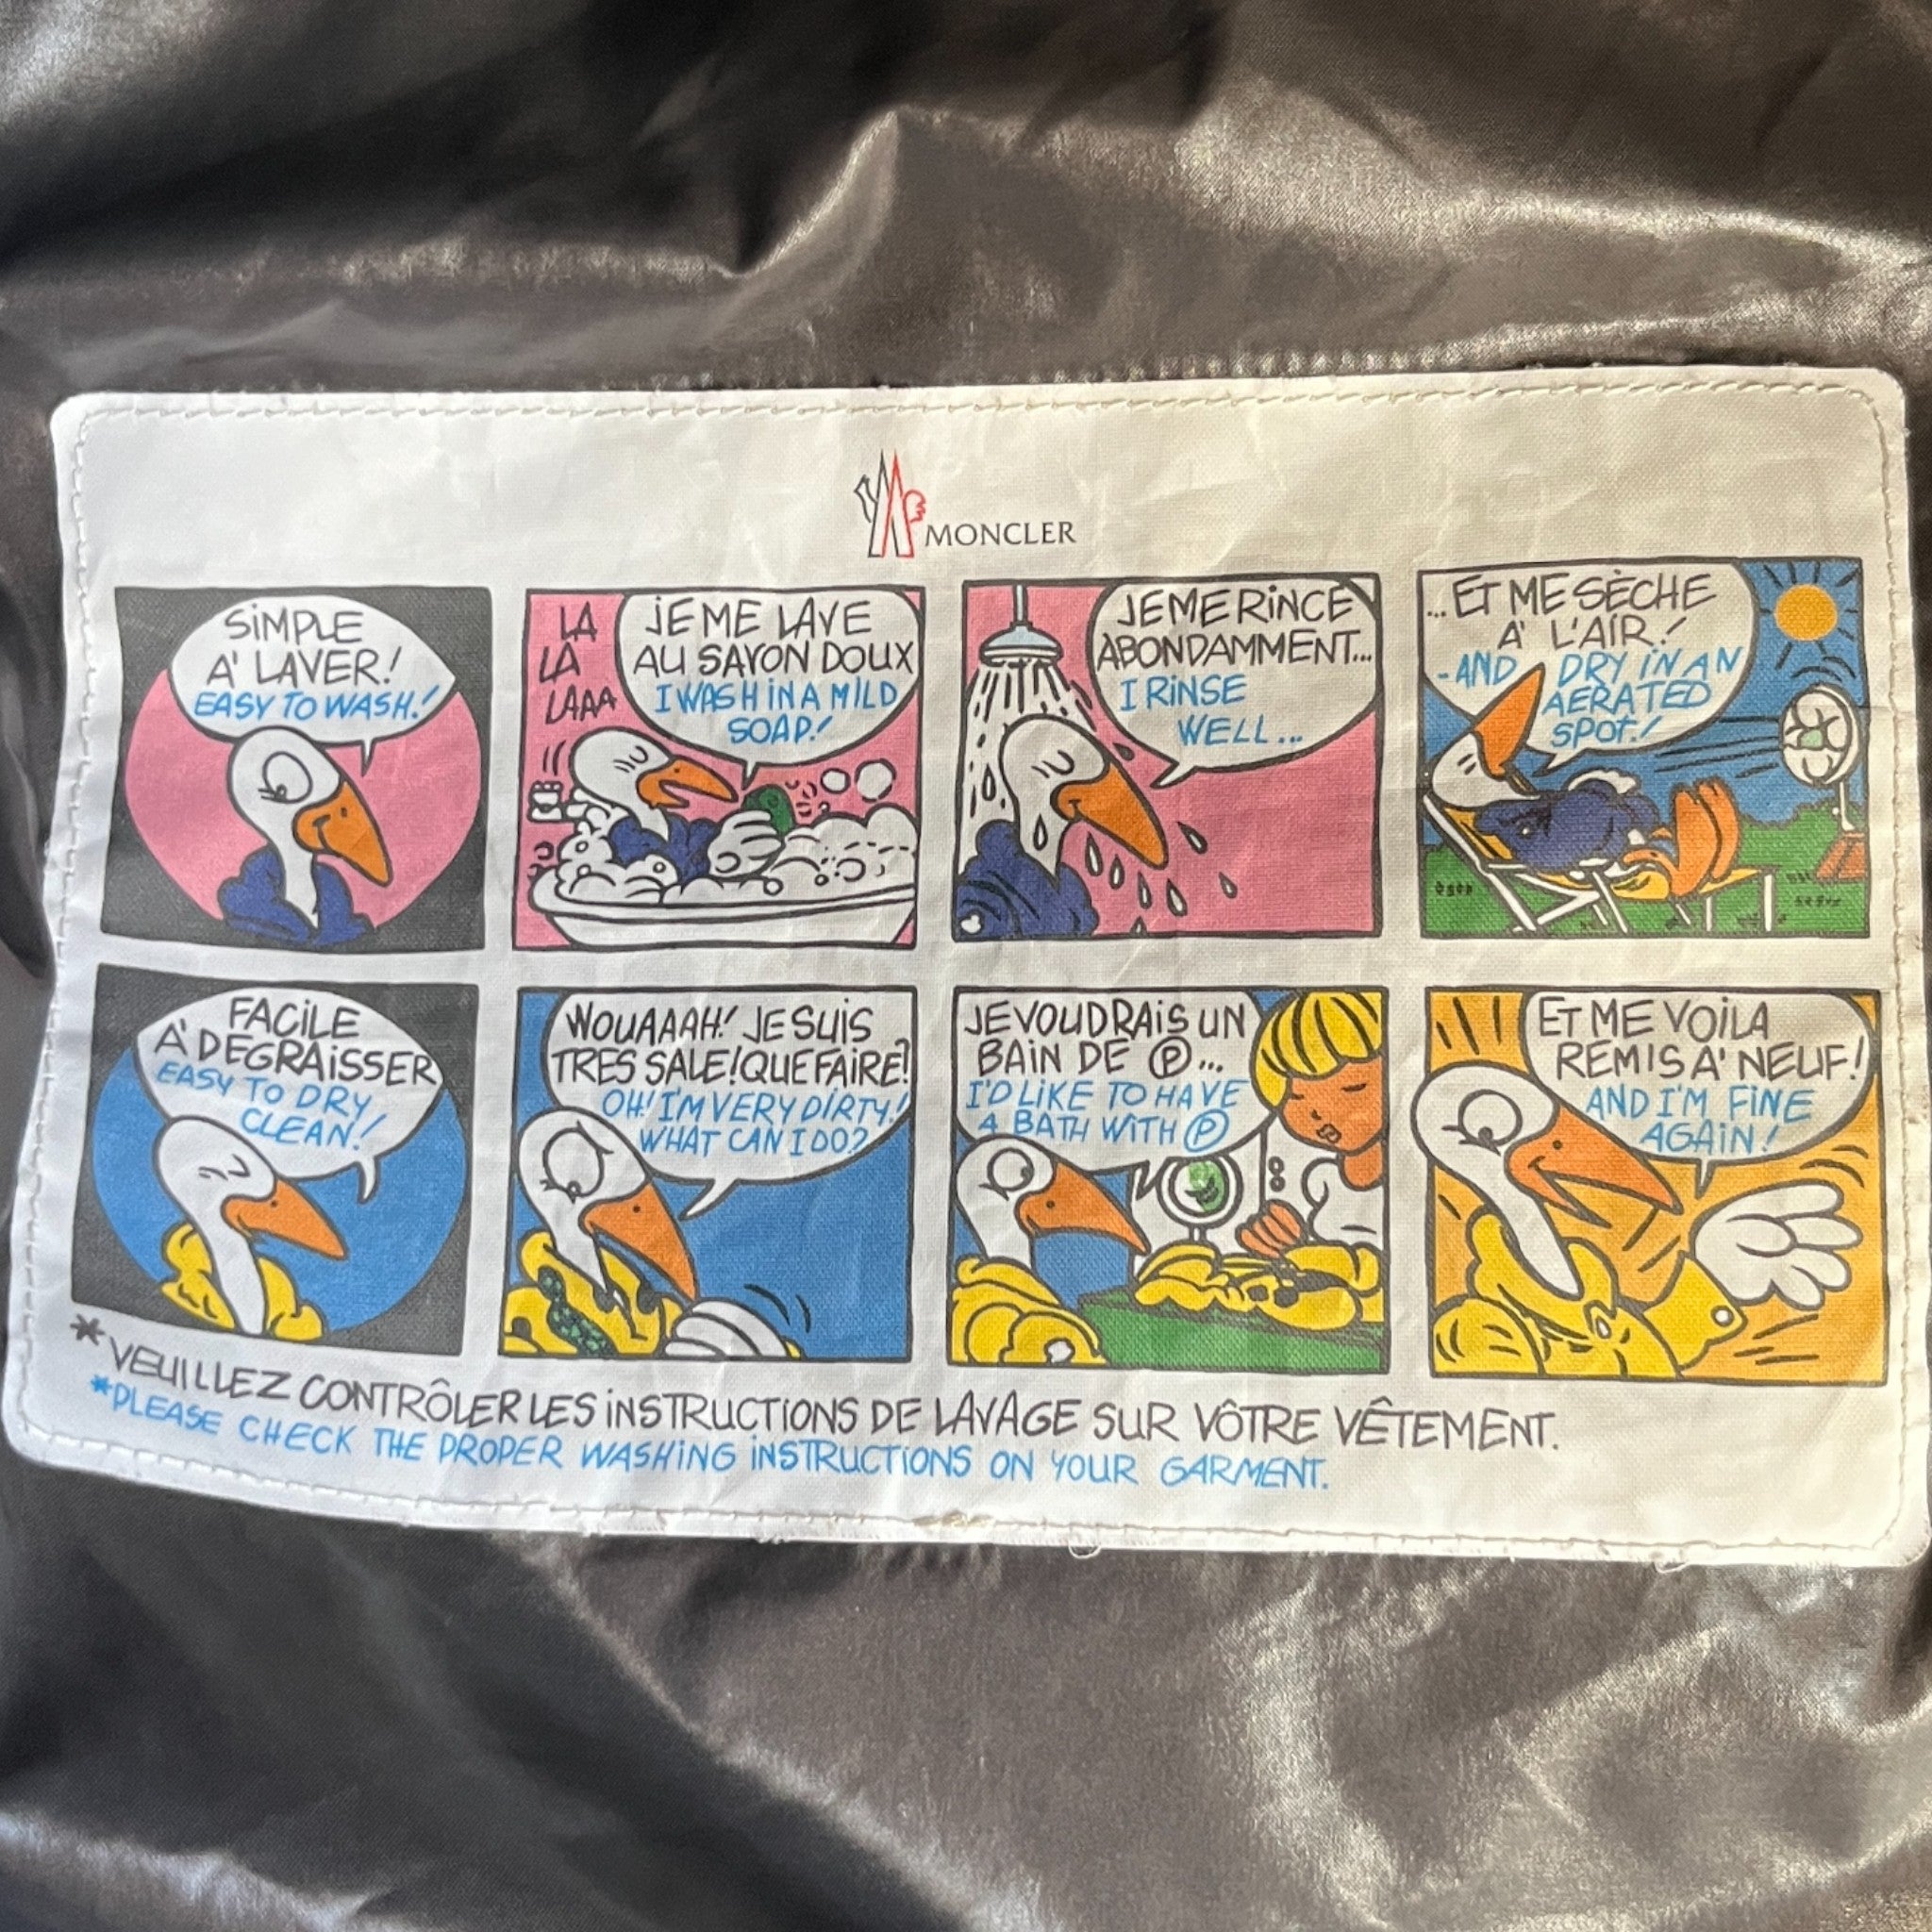 MONCLER
SIMPLE
A' LAVER!
EASY TO WASH!
LA
LA
LAAA
JE ME LAVE
AU SAVON DOUX
I WASH IN A MILD
SOAP!
JE ME RINCE
ABONDAMMENT...
I RINSE
WELL...
...ET ME SÈCHE
A' L'AIR!
-AND DRY IN AN
AERATED
SPOT!
FACILE
A' DEGRAISSER
EASY TO DRY
CLEAN!
WOUAAAH! JE SUIS
TRES SALE! QUE FAIRE?
OH! I'M VERY DIRTY!
WHAT CAN I DO?
JE VOUDRAIS UN
BAIN DE Ⓟ...
I'D LIKE TO HAVE
A BATH WITH Ⓟ
ET ME VOILA
REMIS A' NEUF!
AND I'M FINE
AGAIN!
*VEUILLEZ CONTRÔLER LES INSTRUCTIONS DE LAVAGE SUR VÔTRE VÊTEMENT.
*PLEASE CHECK THE PROPER WASHING INSTRUCTIONS ON YOUR GARMENT.